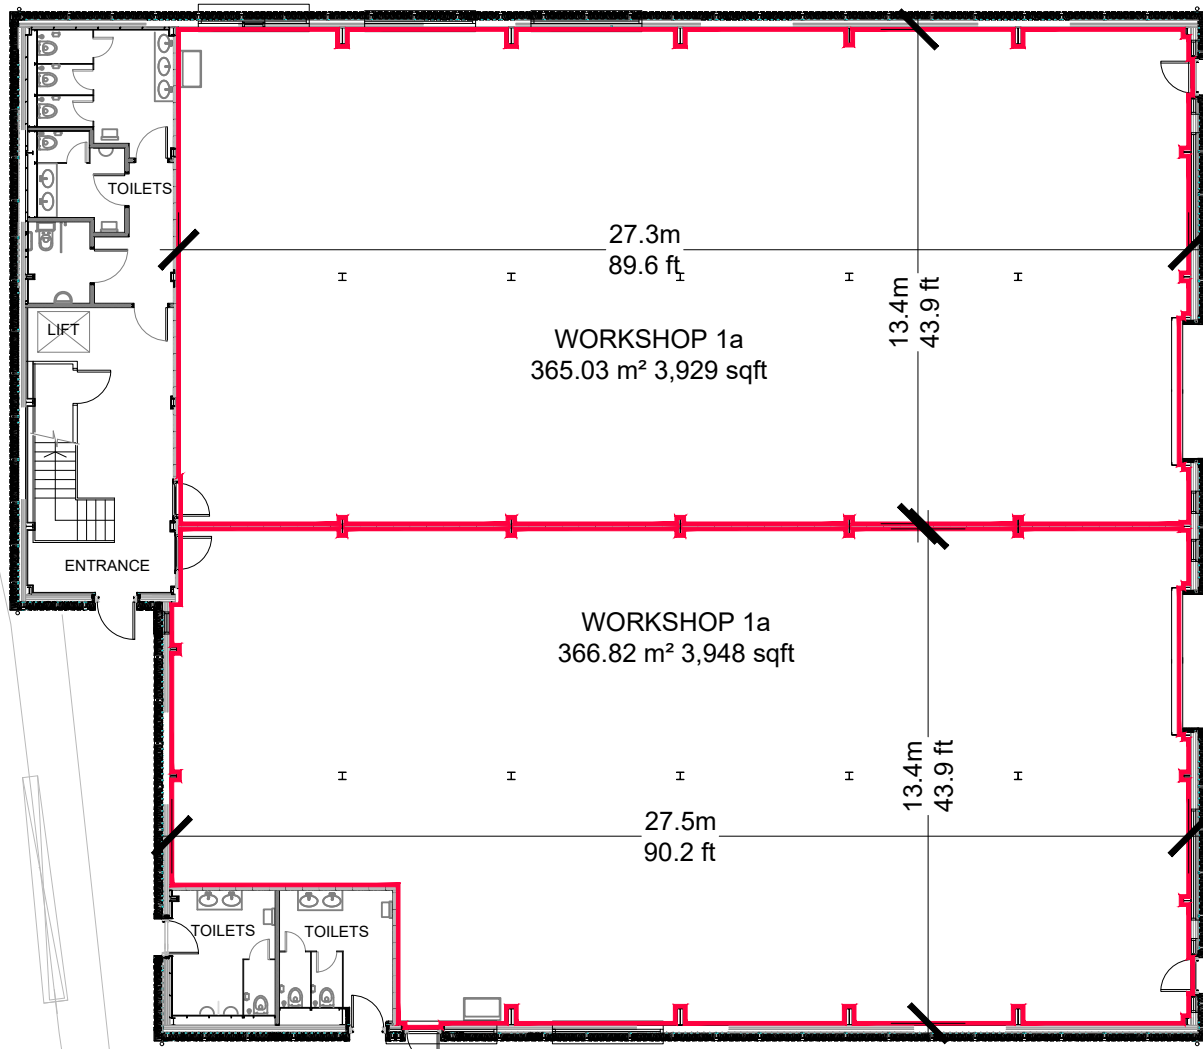 TOILETS
27.3m
89.6 ft
13.4m
43.9 ft
LIFT
WORKSHOP 1a
365.03 m² 3,929 sqft
ENTRANCE
WORKSHOP 1a
366.82 m² 3,948 sqft
13.4m
43.9 ft
27.5m
90.2 ft
TOILETS
TOILETS